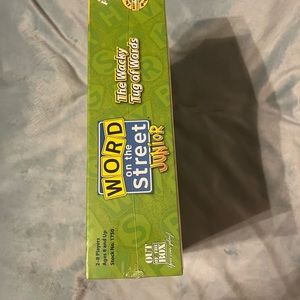 The Wacky
Tug of Words
WORD
on the
Street
JUNIOR
2-8 Players
Ages 8 and Up
Stock No. 1750
OUT
OF THE
BOX